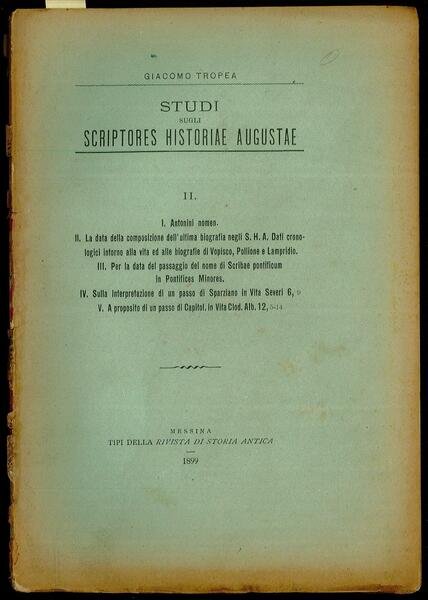 GIACOMO TROPEA
STUDI
SUGLI
SCRIPTORES HISTORIAE AUGUSTAE
II.
I. Antonini nomen.
II. La data della composizione dell'ultima biografia negli S. H. A. Dati crono-
logici intorno alla vita ed alle biografie di Vopisco, Pollione e Lampridio.
III. Per la data del passaggio del nome di Scribae pontificum
in Pontifices Minores.
IV. Sulla interpretazione di un passo di Sparziano in Vita Severi 6, 9
V. A proposito di un passo di Capitol. in Vita Clod. Alb. 12, 5-14
MESSINA
TIPI DELLA RIVISTA DI STORIA ANTICA
1899